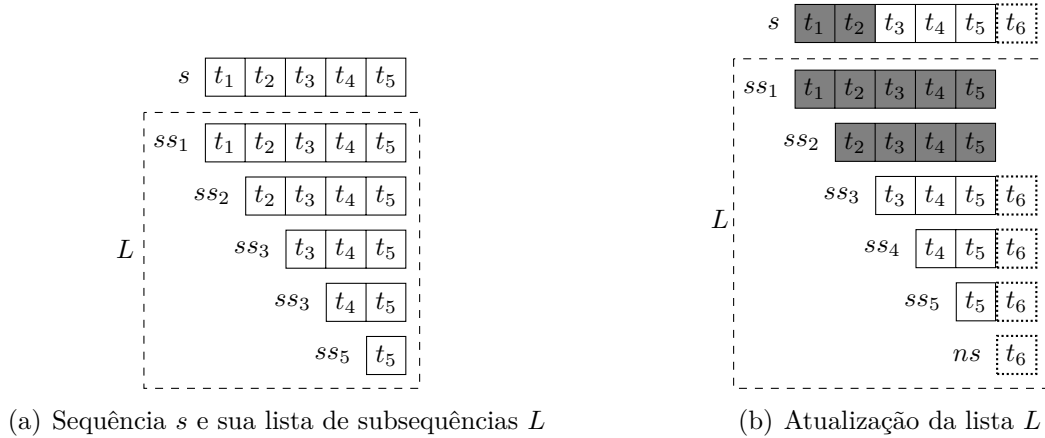 s t1 t2 t3 t4 t5
ss1 t1 t2 t3 t4 t5
ss2 t2 t3 t4 t5
L
ss3 t3 t4 t5
ss3 t4 t5
ss5 t5
(a) Sequência s e sua lista de subsequências L
s t1 t2 t3 t4 t5 t6
ss1 t1 t2 t3 t4 t5
ss2 t2 t3 t4 t5
ss3 t3 t4 t5 t6
L
ss4 t4 t5 t6
ss5 t5 t6
ns t6
(b) Atualização da lista L